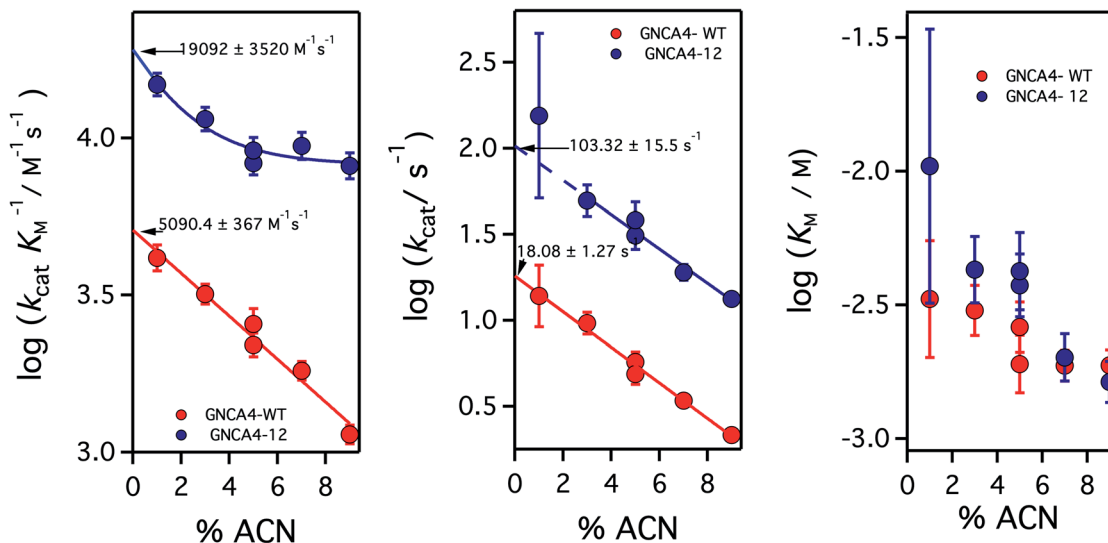 log (kcat KM⁻¹ / M⁻¹s⁻¹)
4.0
3.5
3.0
19092 ± 3520 M⁻¹s⁻¹
5090.4 ± 367 M⁻¹s⁻¹
GNCA4-WT
GNCA4-12
0 2 4 6 8
% ACN
log (kcat/ s⁻¹)
2.5
2.0
1.5
1.0
0.5
GNCA4- WT
GNCA4-12
103.32 ± 15.5 s⁻¹
18.08 ± 1.27 s
0 2 4 6 8
% ACN
log (KM / M)
-1.5
-2.0
-2.5
-3.0
GNCA4- WT
GNCA4- 12
0 2 4 6 8
% ACN